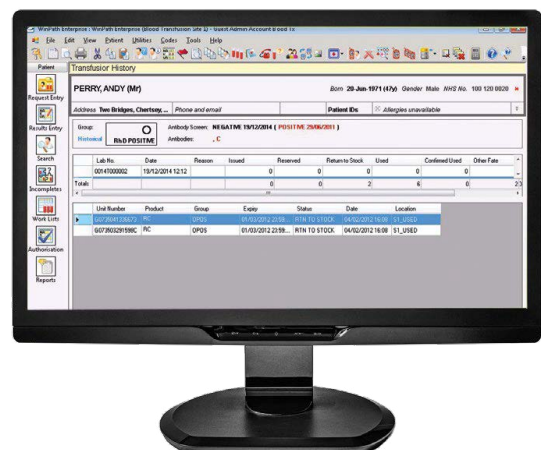 WinPath Enterprise: WinPath Enterprise (Blood Transfusion Site 1) - Guest Admin Account Blood Tx
File Edit View Patient Utilities Codes Tools Help
Patient
Request Entry
Results Entry
Search
Incompletes
Work Lists
Authorisation
Reports
Transfusion History
PERRY, ANDY (Mr) Born 20-Jun-1971 (47y) Gender Male NHS No. 100 120 0020
Address Two Bridges, Chertsey, ... Phone and email Patient IDs Allergies unavailable
Group: O Antibody Screen: NEGATIVE 19/12/2014 ( POSITIVE 29/06/2011 )
Historical RhD POSITIVE Antibodies: , C
Lab No. Date Reason Issued Reserved Return to Stock Used Confirmed Used Other Fate
0014T000002 19/12/2014 12:12 0 0 0 0 0
Totals: 0 0 2 6 0
Unit Number Product Group Expiry Status Date Location
RC OPOS 01/03/2012 23:59... RTN TO STOCK 04/02/2012 16:08 S1_USED
RC OPOS 01/03/2012 23:59... RTN TO STOCK 04/02/2012 16:08 S1_USED